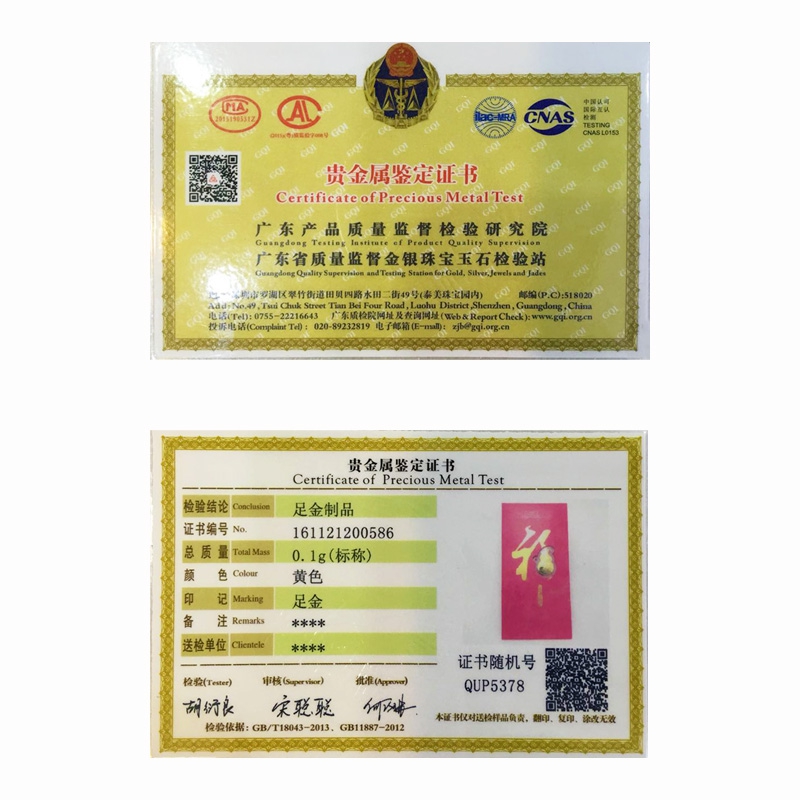 MA
2015190331Z
AL
ilac-MRA
CNAS
中国认可
国际互认
检测
TESTING
CNAS L0153
贵金属鉴定证书
Certificate of Precious Metal Test
广东产品质量监督检验研究院
Guangdong Testing Institute of Product Quality Supervision
广东省质量监督金银珠宝玉石检验站
Guangdong Quality Supervision and Testing Station for Gold, Silver, Jewels and Jades
深圳市罗湖区翠竹街道田贝四路水田二街49号(泰美珠宝园内) 邮编(P.C):518020
Add: No.49, Tsui Chuk Street Tian Bei Four Road, Luohu District, Shenzhen, Guangdong, China
电话(Tel): 0755-22216643 广东质检院网址及查询网址(Web & Report Check): www.gqi.org.cn
投诉电话(Complaint Tel): 020-89232819 电子邮箱(E-mail): zjb@gqi.org.cn
贵金属鉴定证书
Certificate of Precious Metal Test
检验结论 Conclusion 足金制品
证书编号 No. 161121200586
总质量 Total Mass 0.1g(标称)
颜色 Colour 黄色
印记 Marking 足金
备注 Remarks ****
送检单位 Clientele ****
福
证书随机号
QUP5378
检验(Tester) 审核(Supervisor) 批准(Approver)
宋聪聪
检验依据: GB/T18043-2013、GB11887-2012
本证书仅对送检样品负责，翻印、复印、涂改无效